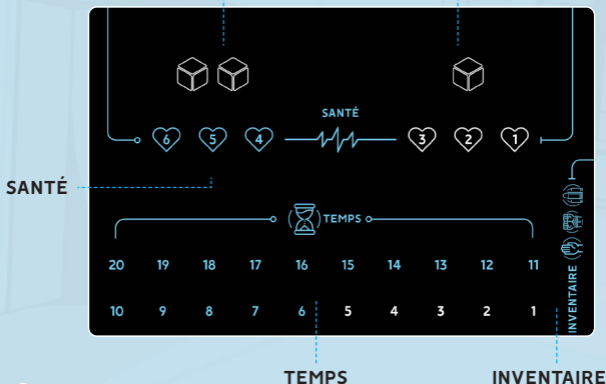 SANTÉ
6 5 4 3 2 1
SANTÉ
TEMPS
20 19 18 17 16 15 14 13 12 11
10 9 8 7 6 5 4 3 2 1
INVENTAIRE
TEMPS
INVENTAIRE